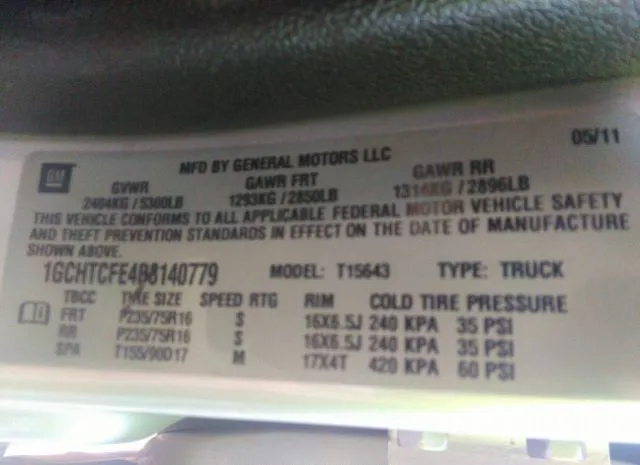 05/11
GM MFD BY GENERAL MOTORS LLC
GVWR GAWR FRT GAWR RR
2404KG / 5300LB 1293KG / 2850LB 1314KG / 2896LB
THIS VEHICLE CONFORMS TO ALL APPLICABLE FEDERAL MOTOR VEHICLE SAFETY
AND THEFT PREVENTION STANDARDS IN EFFECT ON THE DATE OF MANUFACTURE
SHOWN ABOVE.
1GCHTCFE4B8140779 MODEL: T15643 TYPE: TRUCK
TBCC TIRE SIZE SPEED RTG RIM COLD TIRE PRESSURE
FRT P235/75R16 S 16X6.5J 240 KPA 35 PSI
RR P235/75R16 S 16X6.5J 240 KPA 35 PSI
SPA T155/90D17 M 17X4T 420 KPA 60 PSI